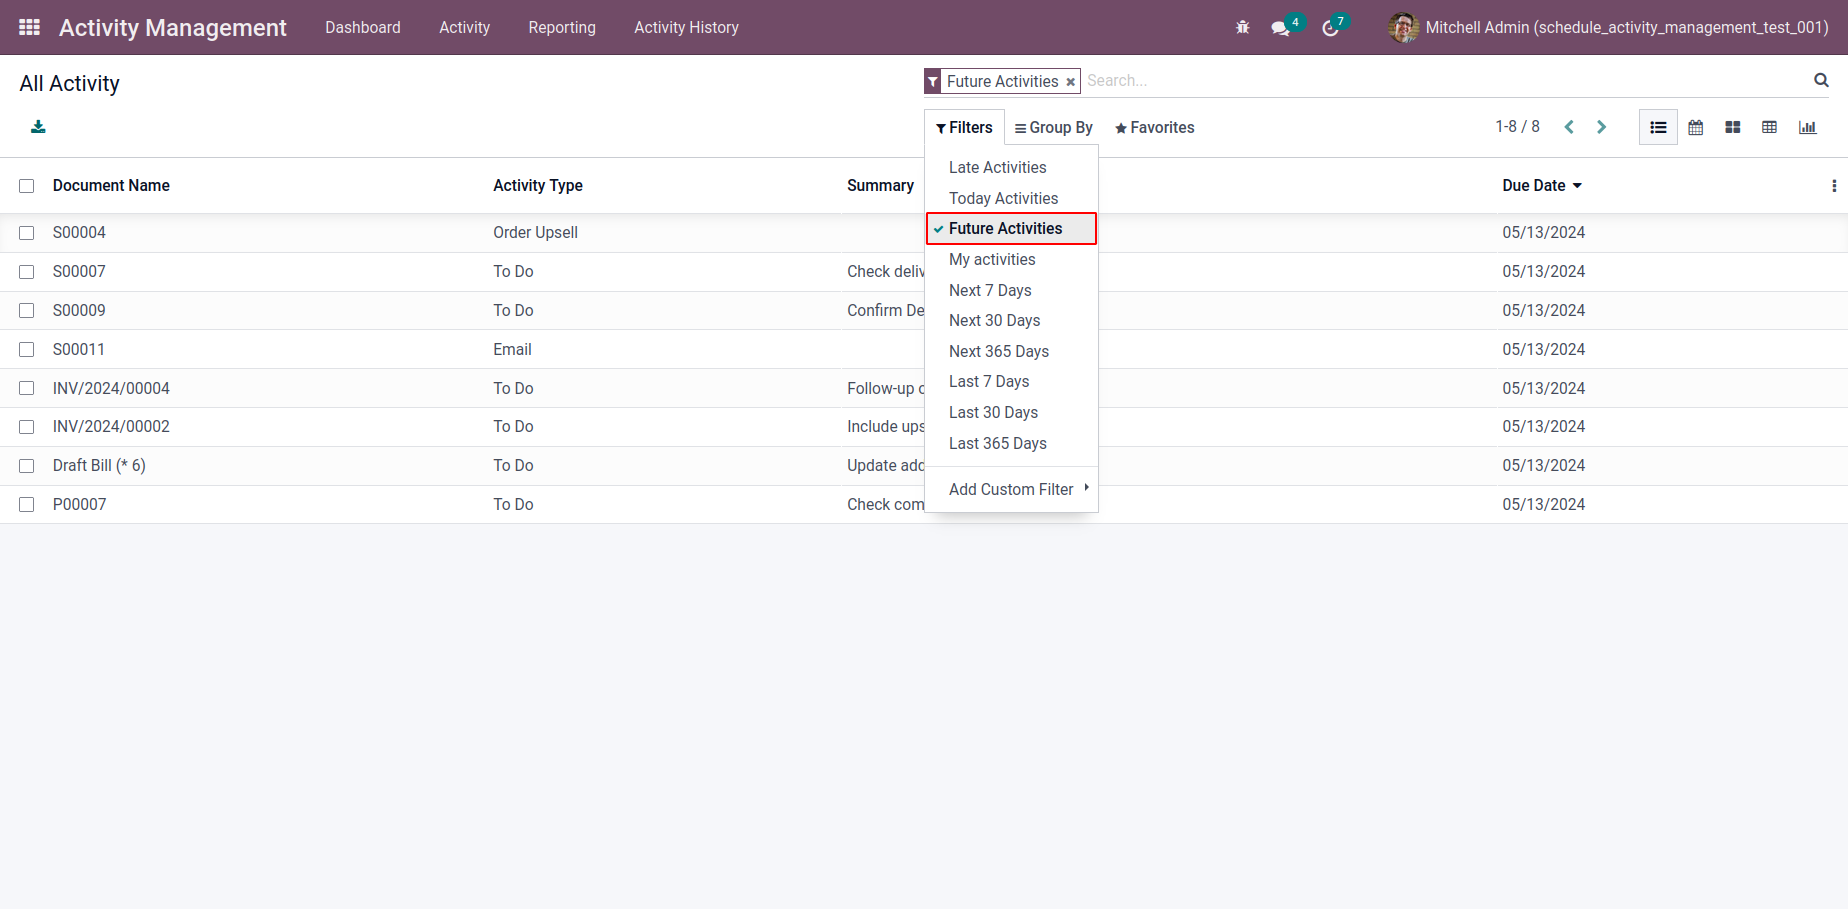 Activity Management Dashboard Activity Reporting Activity History 4 7 Mitchell Admin (schedule_activity_management_test_001)
All Activity Future Activities Search...
Filters Group By Favorites 1-8 / 8
Late Activities
Today Activities
Future Activities
My activities
Next 7 Days
Next 30 Days
Next 365 Days
Last 7 Days
Last 30 Days
Last 365 Days
Add Custom Filter
Document Name Activity Type Summary Due Date
S00004 Order Upsell 05/13/2024
S00007 To Do Check 05/13/2024
S00009 To Do Confirm 05/13/2024
S00011 Email 05/13/2024
INV/2024/00004 To Do Follow-up 05/13/2024
INV/2024/00002 To Do Include 05/13/2024
Draft Bill (* 6) To Do Update 05/13/2024
P00007 To Do Check 05/13/2024